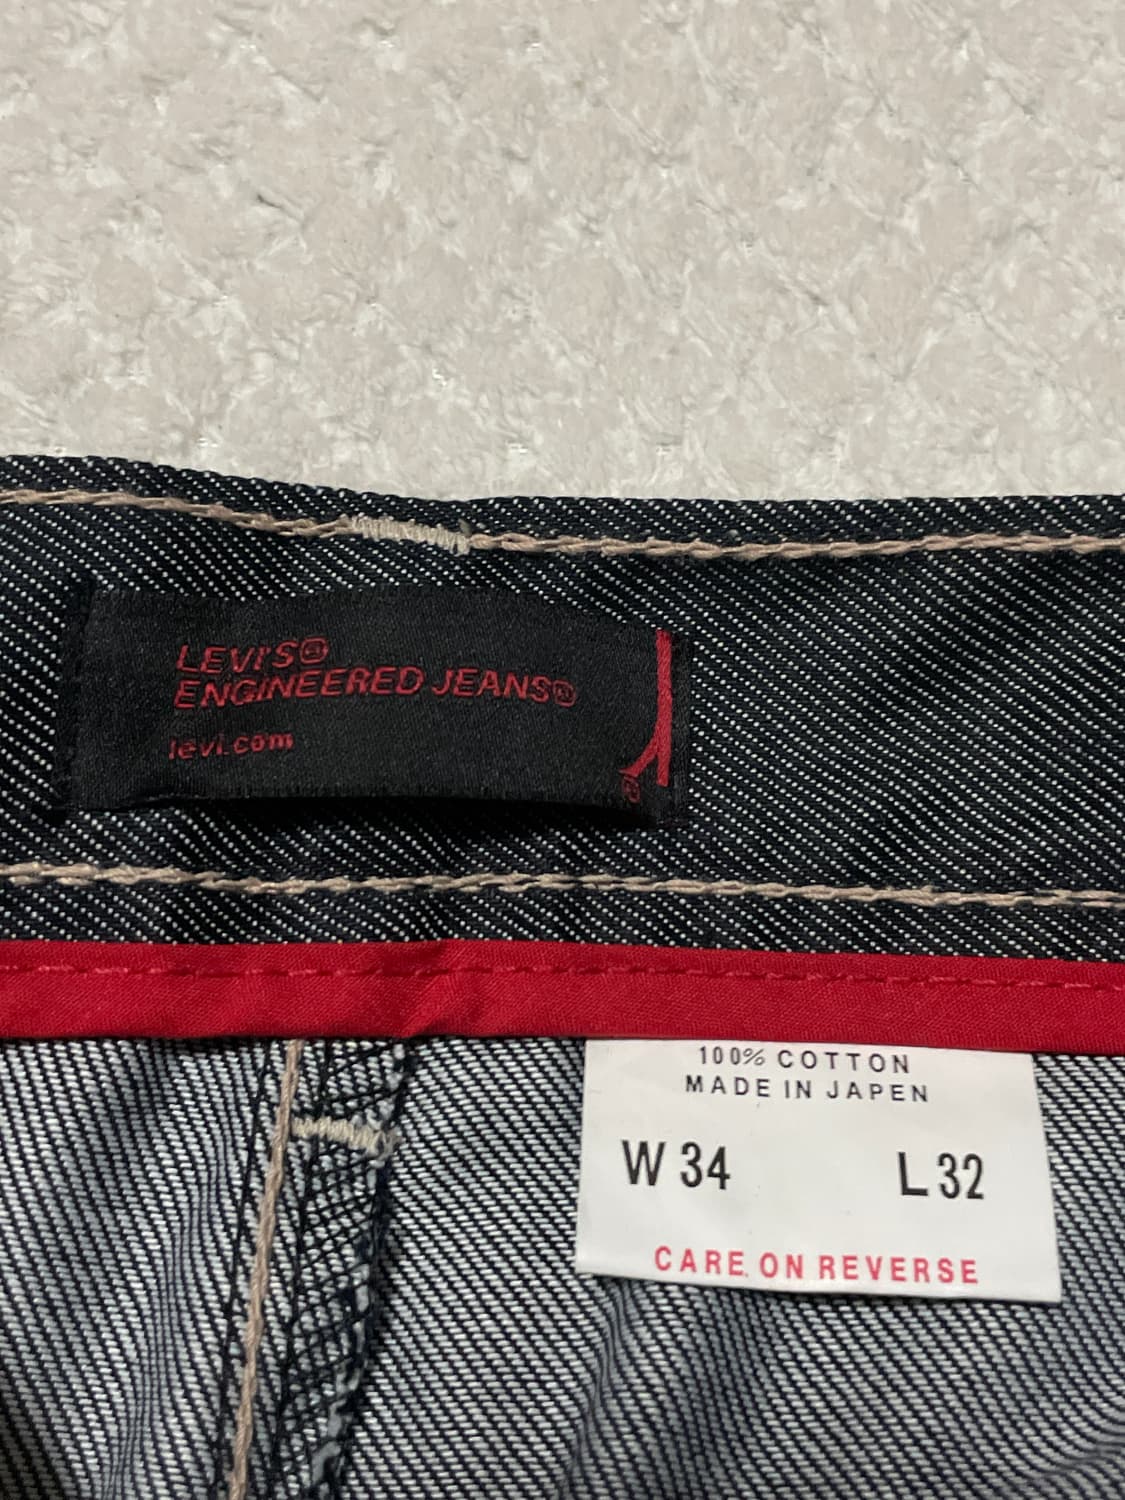 LEVI'S®
ENGINEERED JEANS®
levi.com
®
100% COTTON
MADE IN JAPEN
W 34 L 32
CARE ON REVERSE